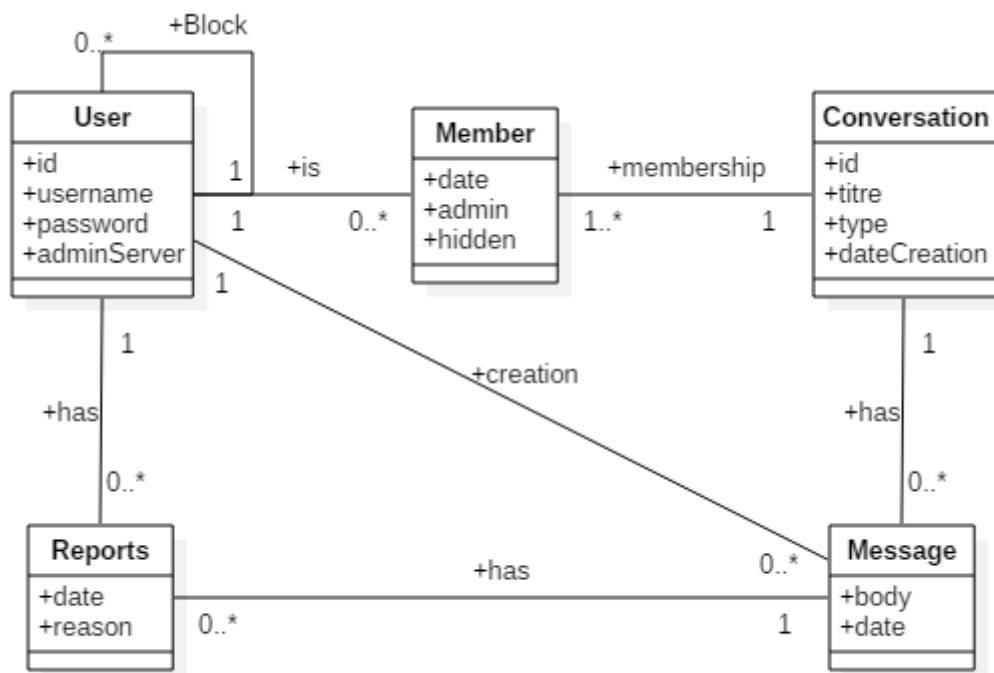 +Block
0..*
User
+id
+username
+password
+adminServer
1
+is
1
0..*
Member
+date
+admin
+hidden
+membership
1..*
1
Conversation
+id
+titre
+type
+dateCreation
1
1
1
+creation
+has
+has
0..*
0..*
Reports
+date
+reason
+has
0..*
1
0..*
Message
+body
+date